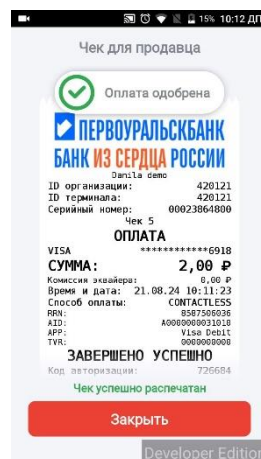 15% 10:12 ДП
Чек для продавца
Оплата одобрена
ПЕРВОУРАЛЬСКБАНК
БАНК ИЗ СЕРДЦА РОССИИ
Danila demo
ID организации: 420121
ID терминала: 420121
Серийный номер: 00023864800
Чек 5
ОПЛАТА
VISA ************6918
СУММА: 2,00 ₽
Комиссия эквайера: 0,00 ₽
Время и дата: 21.08.24 10:11:23
Способ оплаты: CONTACTLESS
RRN: 8587506036
AID: A0000000031010
APP: Visa Debit
TVR: 0000000000
ЗАВЕРШЕНО УСПЕШНО
Код авторизации: 726684
Чек успешно распечатан
Закрыть
Developer Edition